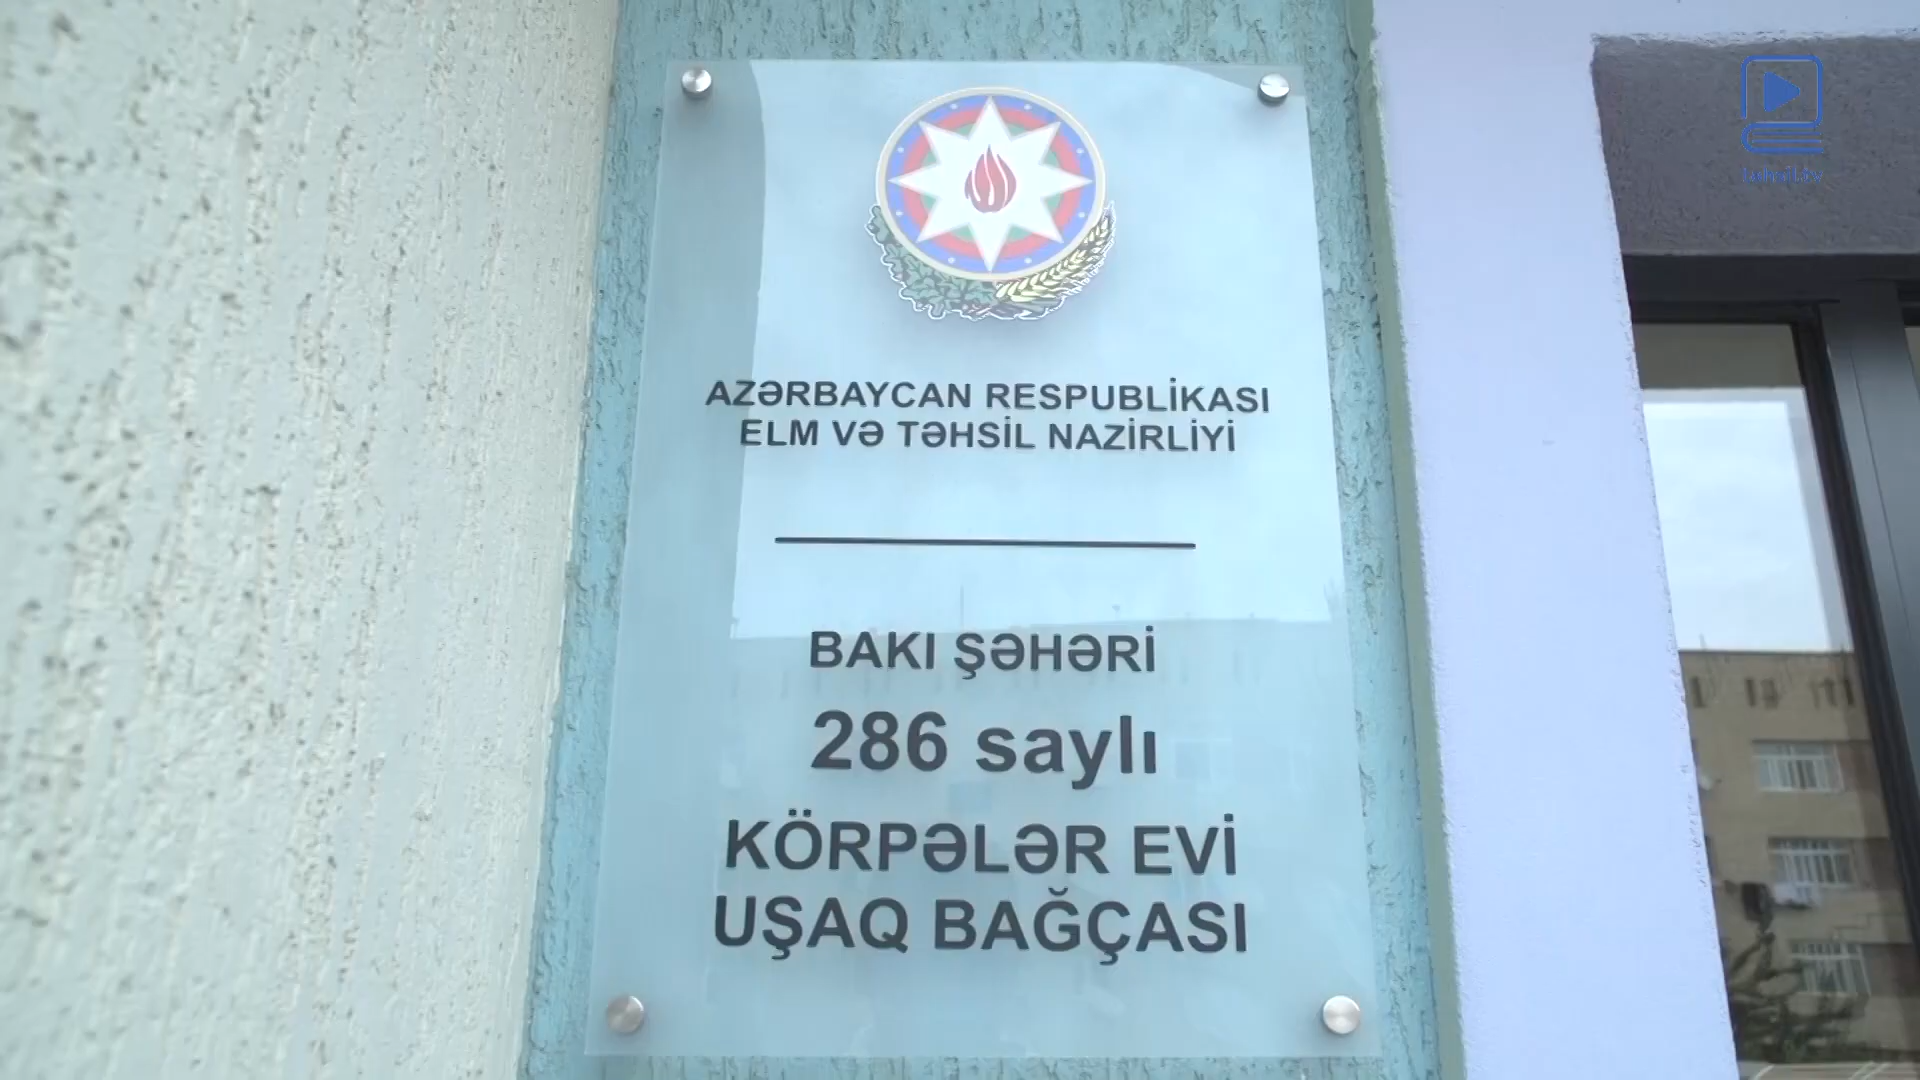 AZƏRBAYCAN RESPUBLİKASI
ELM VƏ TƏHSİL NAZİRLİYİ
BAKI ŞƏHƏRİ
286 saylı
KÖRPƏLƏR EVİ
UŞAQ BAĞÇASI